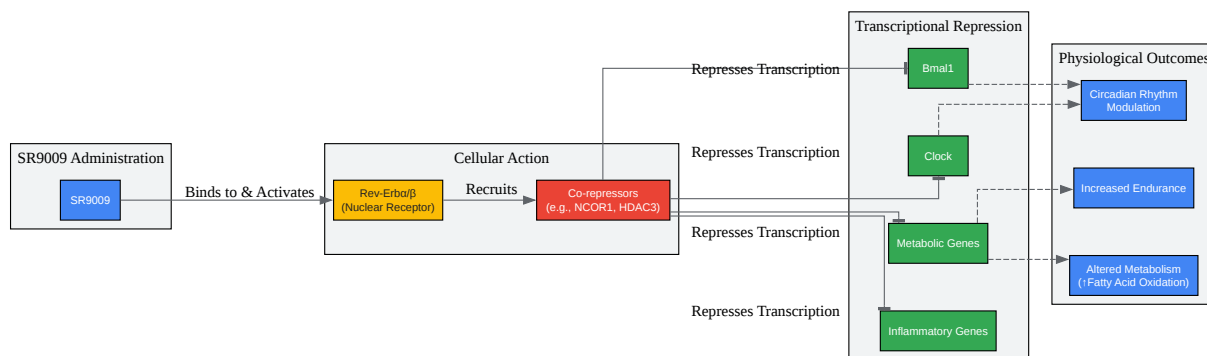 SR9009 Administration
SR9009
Binds to & Activates
Cellular Action
Rev-Erbα/β
(Nuclear Receptor)
Recruits
Co-repressors
(e.g., NCOR1, HDAC3)
Represses Transcription
Represses Transcription
Represses Transcription
Represses Transcription
Transcriptional Repression
Bmal1
Clock
Metabolic Genes
Inflammatory Genes
Physiological Outcomes
Circadian Rhythm
Modulation
Increased Endurance
Altered Metabolism
(↑Fatty Acid Oxidation)